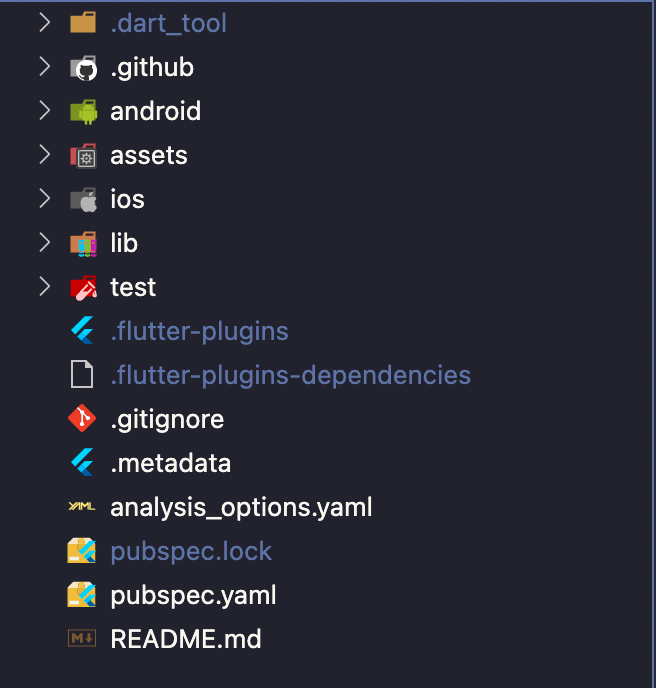 .dart_tool
.github
android
assets
ios
lib
test
.flutter-plugins
.flutter-plugins-dependencies
.gitignore
.metadata
YAML analysis_options.yaml
pubspec.lock
pubspec.yaml
M README.md